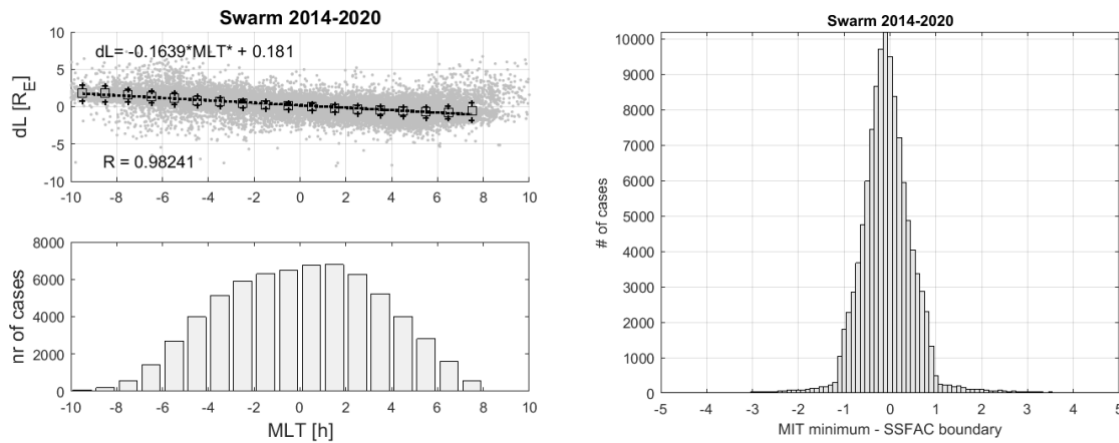 Swarm 2014-2020
dL= -0.1639*MLT* + 0.181
R = 0.98241
dL [R_E]
10
5
0
-5
-10
-10 -8 -6 -4 -2 0 2 4 6 8 10
nr of cases
8000
6000
4000
2000
0
-10 -8 -6 -4 -2 0 2 4 6 8 10
MLT [h]
Swarm 2014-2020
# of cases
10000
9000
8000
7000
6000
5000
4000
3000
2000
1000
0
-5 -4 -3 -2 -1 0 1 2 3 4 5
MIT minimum - SSFAC boundary